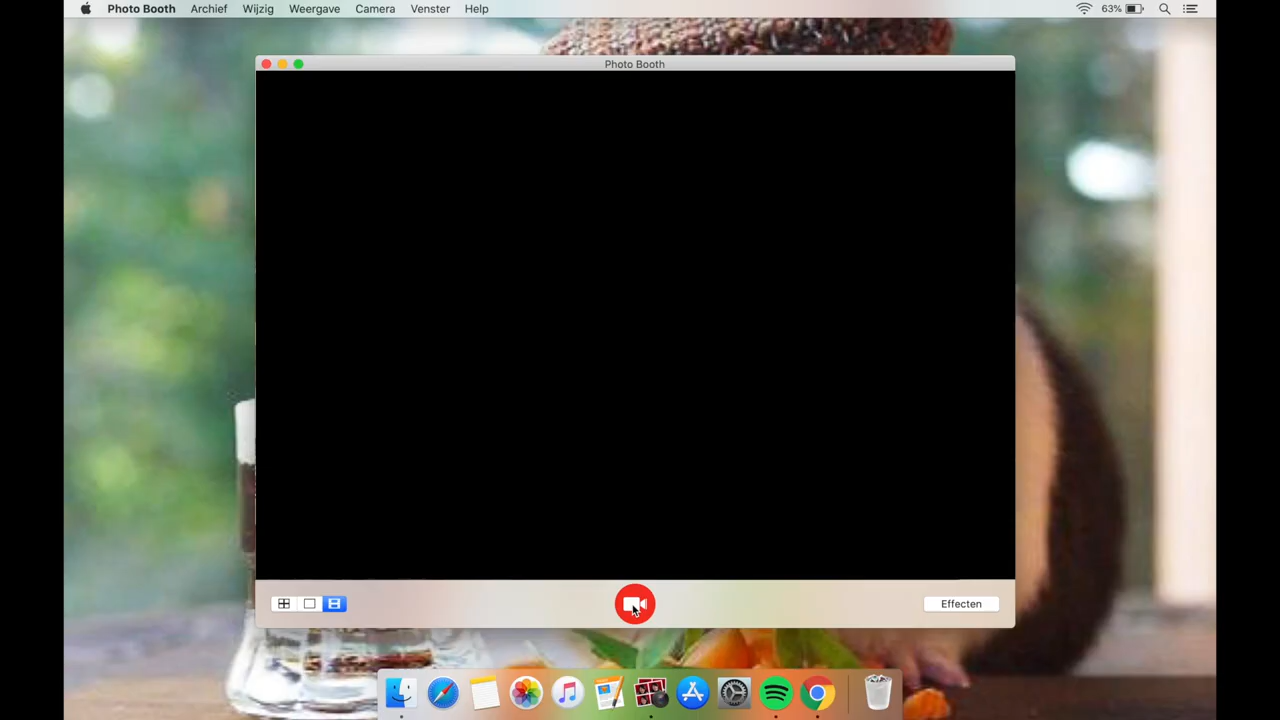 Photo Booth Archief Wijzig Weergave Camera Venster Help 63%
Photo Booth
Effecten